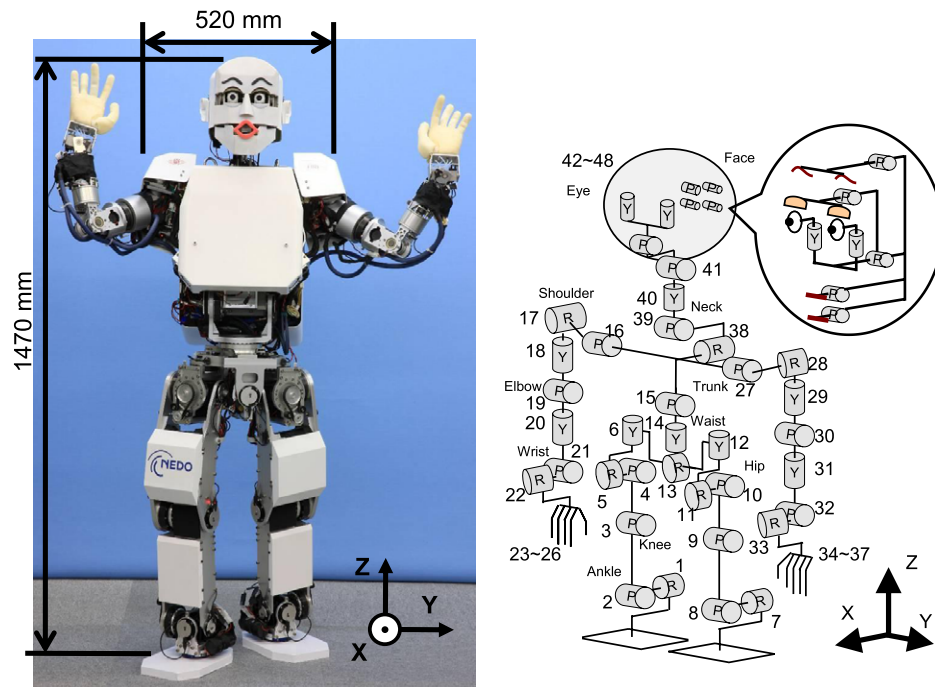 520 mm
1470 mm
NEDO
Z
Y
X
42~48
Face
Eye
P
P
P
P
Y
Y
P
P
41
P
P
Y
Y
P
P
P
40
Y
Neck
39
P
38
R
Shoulder
17
R
16
P
P
27
R
28
18
Y
Trunk
Y
29
Elbow
P
19
15
P
P
30
20
Y
6
Y
14
Y
Waist
Y
12
Y
31
Wrist
21
P
R
22
R
P
5
4
R
13
Hip
P
10
R
11
P
32
R
33
23~26
3
P
Knee
9
P
34~37
Ankle
1
R
2
P
8
P
R
7
Z
X
Y